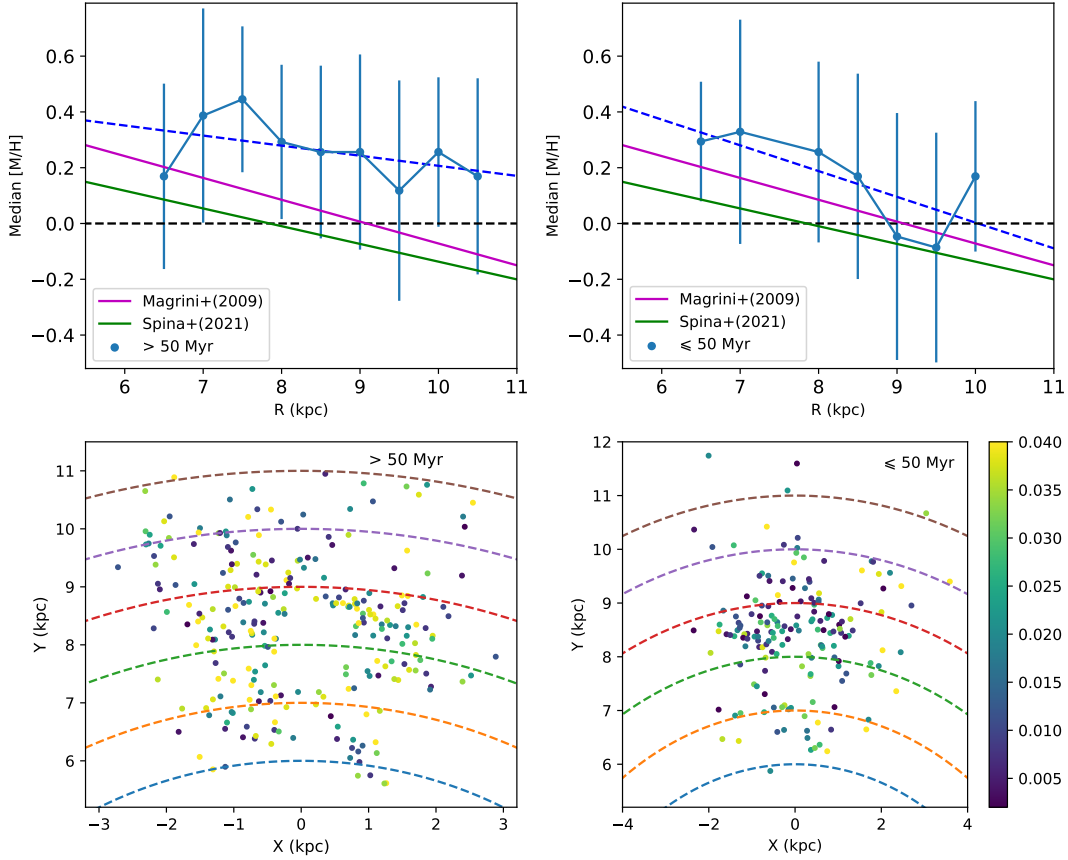 Median [M/H]
0.6
0.4
0.2
0.0
−0.2
−0.4
6 7 8 9 10 11
R (kpc)
Magrini+(2009)
Spina+(2021)
> 50 Myr
Median [M/H]
0.6
0.4
0.2
0.0
−0.2
−0.4
6 7 8 9 10 11
R (kpc)
Magrini+(2009)
Spina+(2021)
⩽ 50 Myr
Y (kpc)
11
10
9
8
7
6
> 50 Myr
−3 −2 −1 0 1 2 3
X (kpc)
Y (kpc)
12
11
10
9
8
7
6
⩽ 50 Myr
−4 −2 0 2 4
X (kpc)
0.040
0.035
0.030
0.025
0.020
0.015
0.010
0.005